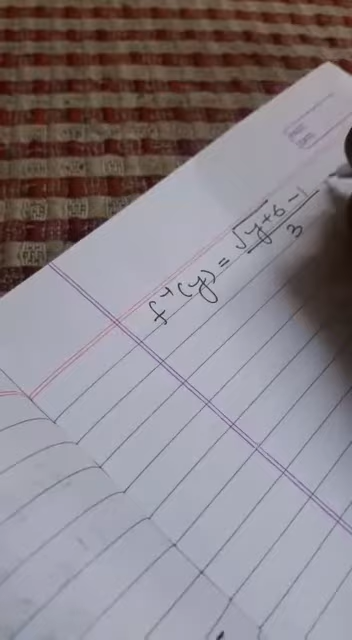 f⁻¹(y) = √y+6 - 1
3